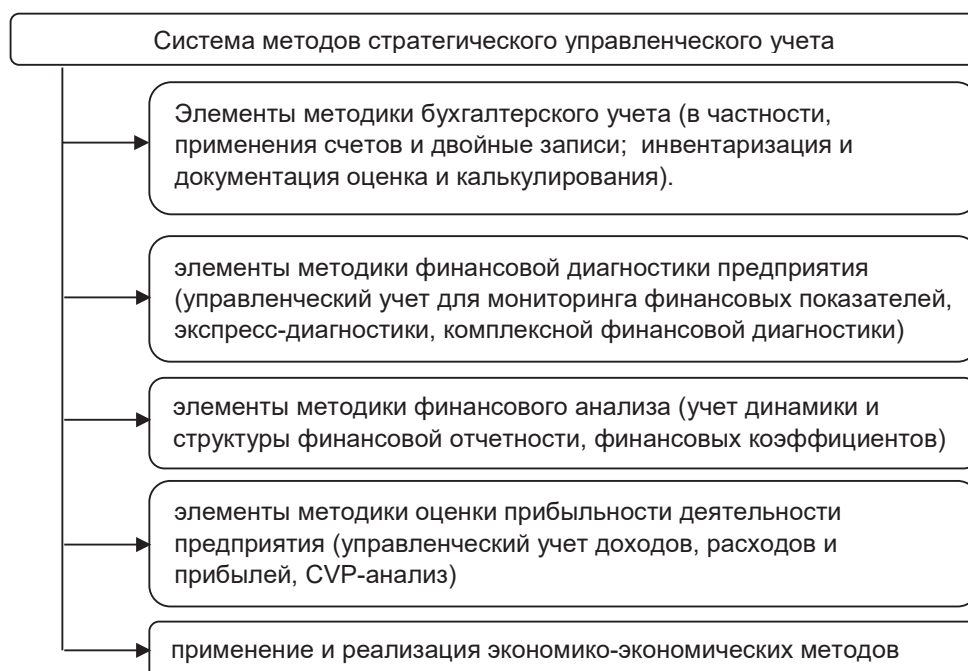 Система методов стратегического управленческого учета
Элементы методики бухгалтерского учета (в частности,
применения счетов и двойные записи; инвентаризация и
документация оценка и калькулирования).
элементы методики финансовой диагностики предприятия
(управленческий учет для мониторинга финансовых показателей,
экспресс-диагностики, комплексной финансовой диагностики)
элементы методики финансового анализа (учет динамики и
структуры финансовой отчетности, финансовых коэффициентов)
элементы методики оценки прибыльности деятельности
предприятия (управленческий учет доходов, расходов и
прибылей, CVP-анализ)
применение и реализация экономико-экономических методов